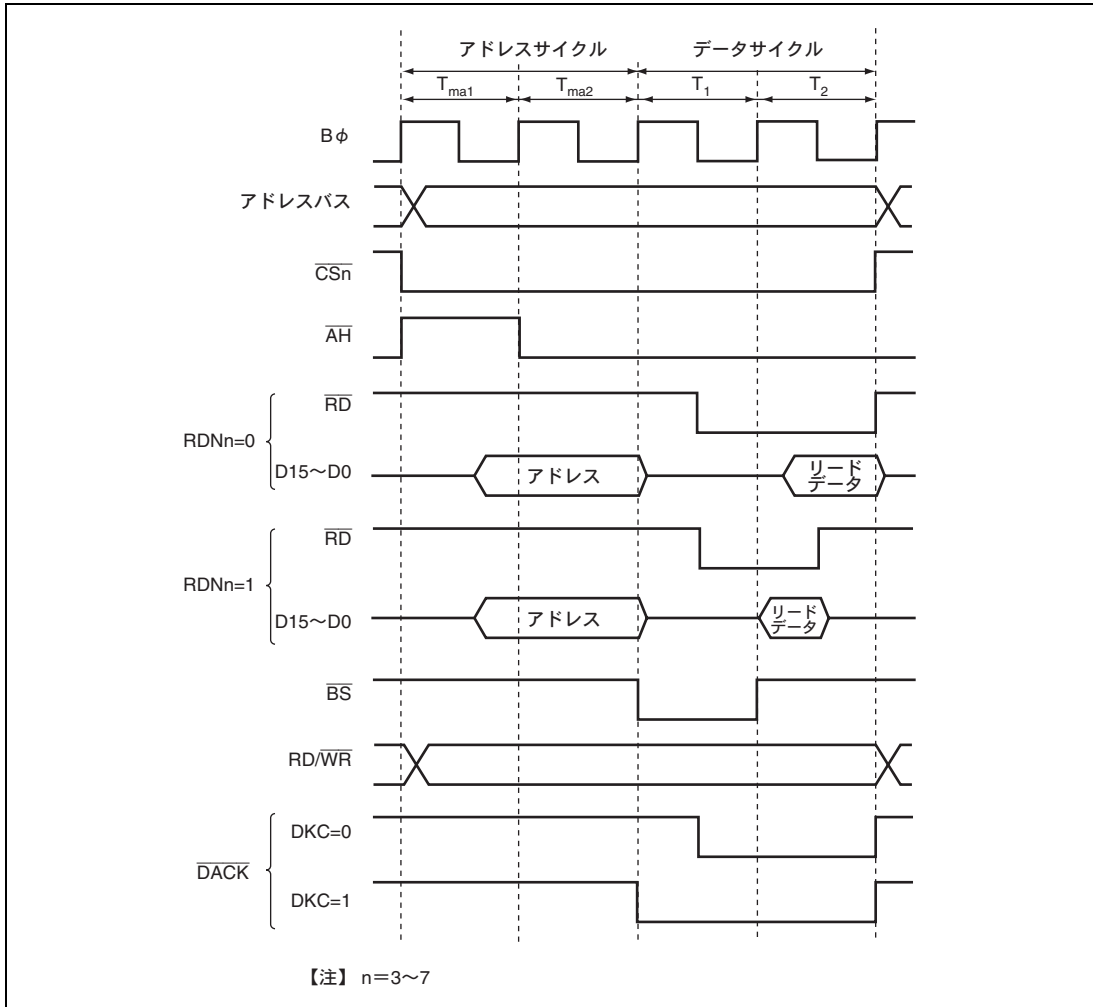 アドレスサイクル データサイクル
Tma1 Tma2 T1 T2
Bφ
アドレスバス
CSn
AH
RD
RDNn=0
D15～D0 アドレス リード
データ
RD
RDNn=1
D15～D0 アドレス リード
データ
BS
RD/WR
DKC=0
DACK
DKC=1
【注】 n=3～7